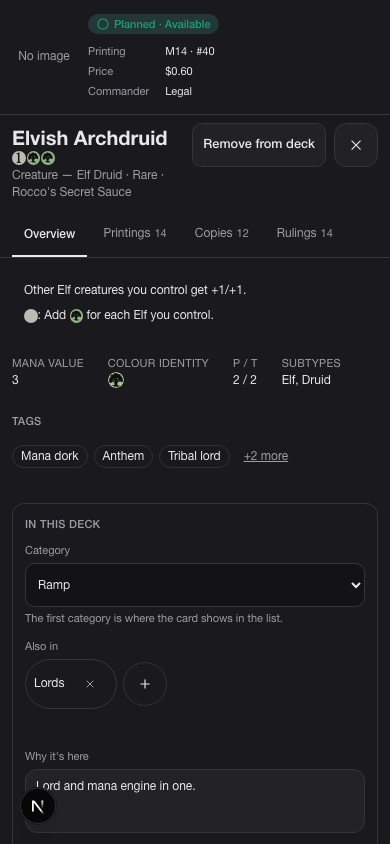 Planned · Available
No image
Printing M14 · #40
Price $0.60
Commander Legal
Elvish Archdruid
Remove from deck
1
Creature — Elf Druid · Rare ·
Rocco's Secret Sauce
Overview Printings 14 Copies 12 Rulings 14
Other Elf creatures you control get +1/+1.
: Add for each Elf you control.
MANA VALUE COLOUR IDENTITY P / T SUBTYPES
3 2 / 2 Elf, Druid
TAGS
Mana dork Anthem Tribal lord +2 more
IN THIS DECK
Category
Ramp
The first category is where the card shows in the list.
Also in
Lords × +
Why it's here
Lord and mana engine in one.
N